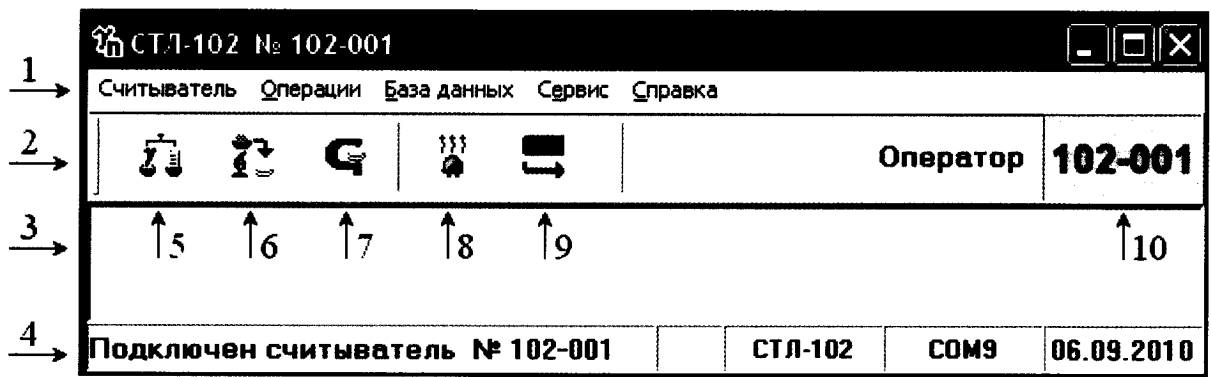 СТЛ-102 № 102-001
1
Считыватель Операции База данных Сервис Справка
2
Оператор 102-001
3
5 6 7 8 9 10
4
Подключен считыватель № 102-001 СТЛ-102 COM9 06.09.2010